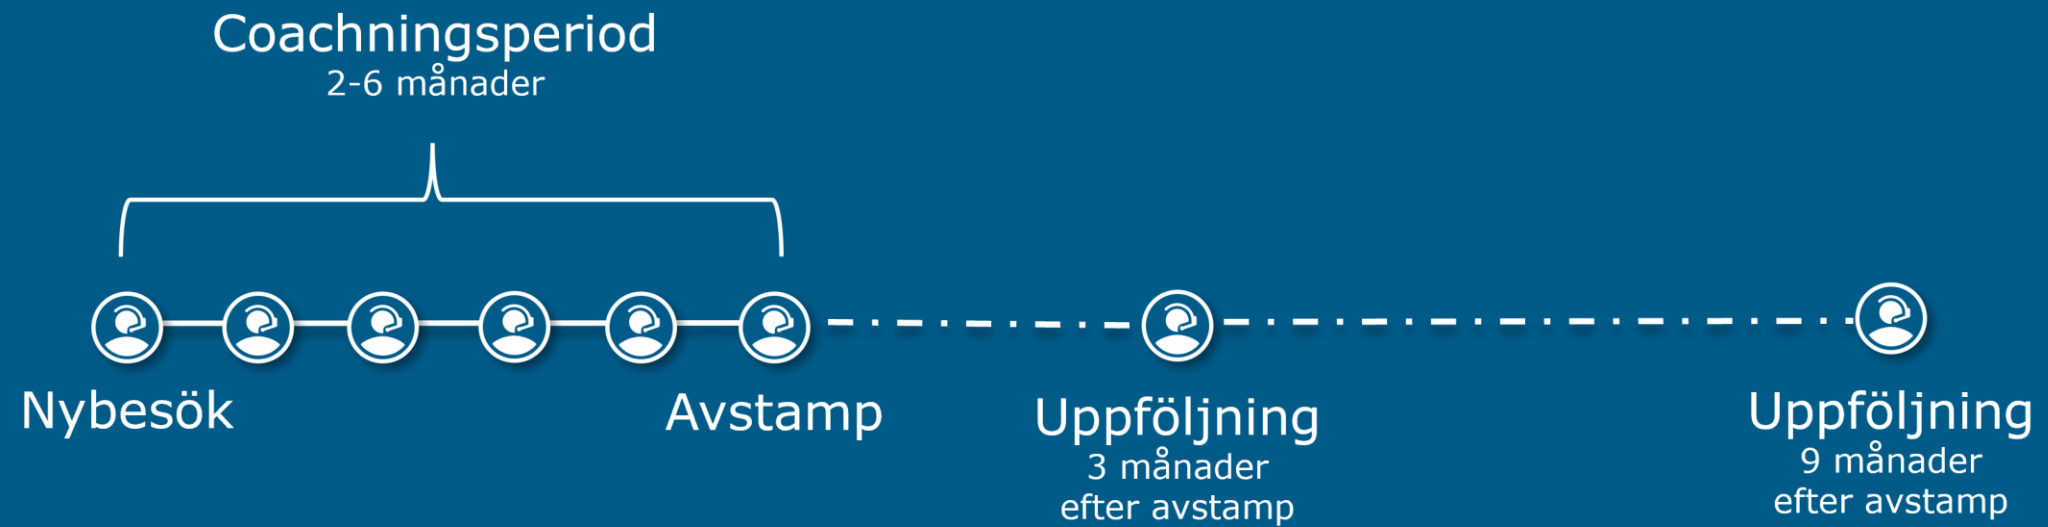 Coachningsperiod
2-6 månader
Nybesök
Avstamp
Uppföljning
3 månader
efter avstamp
Uppföljning
9 månader
efter avstamp